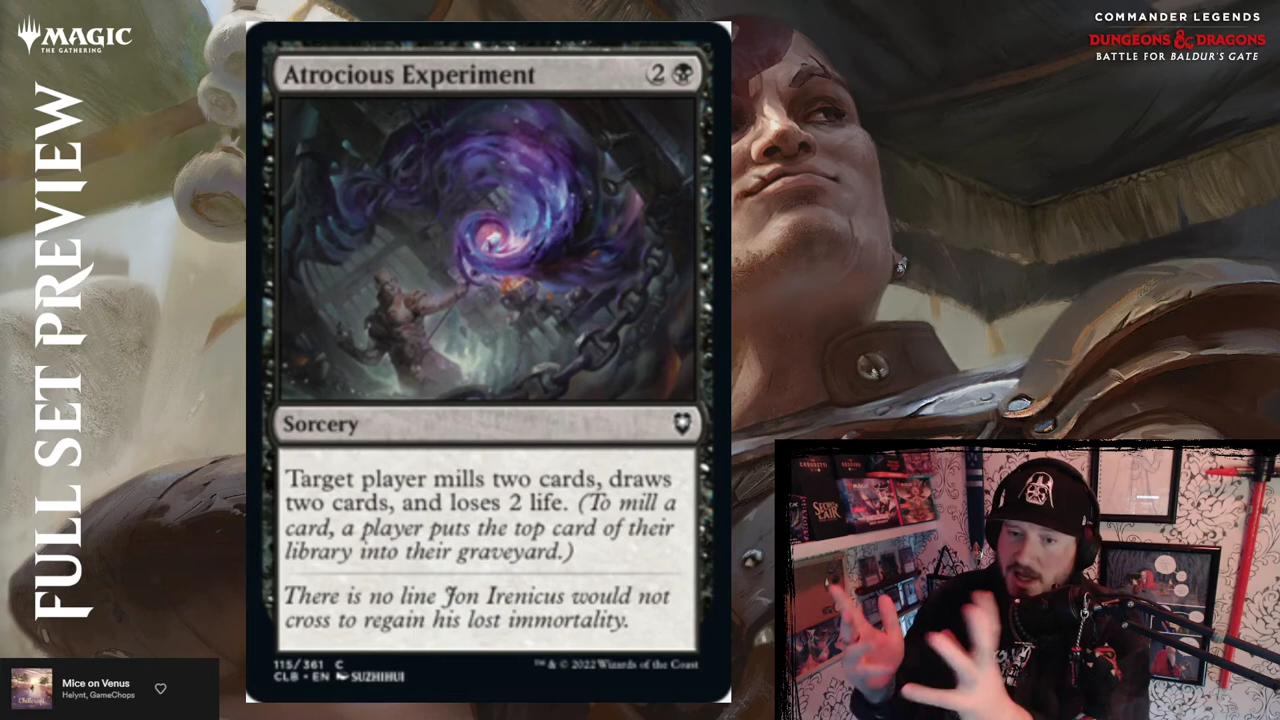 MAGIC
THE GATHERING
FULL SET PREVIEW
COMMANDER LEGENDS
DUNGEONS & DRAGONS
BATTLE FOR BALDUR'S GATE
Atrocious Experiment 2
Sorcery
Target player mills two cards, draws
two cards, and loses 2 life. (To mill a
card, a player puts the top card of their
library into their graveyard.)
There is no line Jon Irenicus would not
cross to regain his lost immortality.
115/361 C
CLB • EN SUZHIHUI
™ & © 2022 Wizards of the Coast
Mice on Venus
Helynt, GameChops
SECRET
LAIR